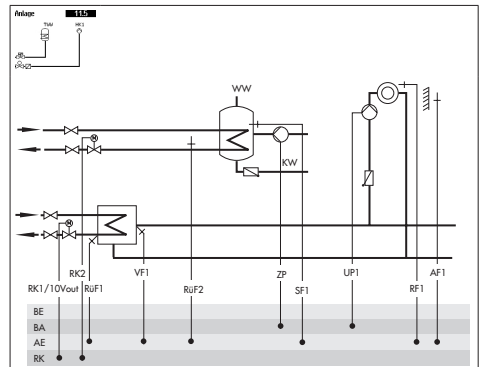 Anlage 11.5
TWW HK1
WW
KW
RK2 VF1 ZP UP1 AF1
RK1/10Vout RüF1 RüF2 SF1 RF1
BE
BA
AE
RK